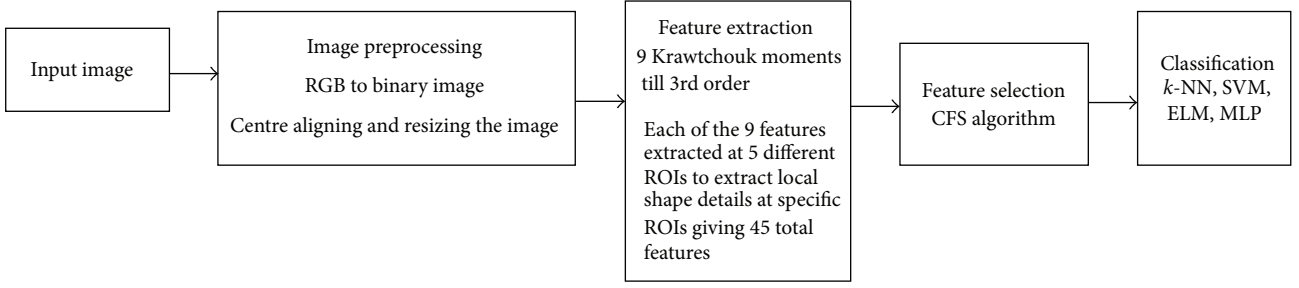 Input image
Image preprocessing
RGB to binary image
Centre aligning and resizing the image
Feature extraction
9 Krawtchouk moments
till 3rd order
Each of the 9 features
extracted at 5 different
ROIs to extract local
shape details at specific
ROIs giving 45 total
features
Feature selection
CFS algorithm
Classification
k-NN, SVM,
ELM, MLP